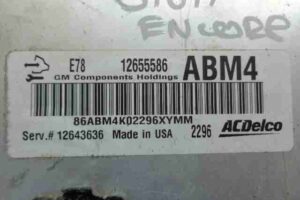 ENCORE
E78 12655586 ABM4
GM Components Holdings
86ABM4K02296XYMM
Serv.# 12643636 Made in USA 2296 ACDelco